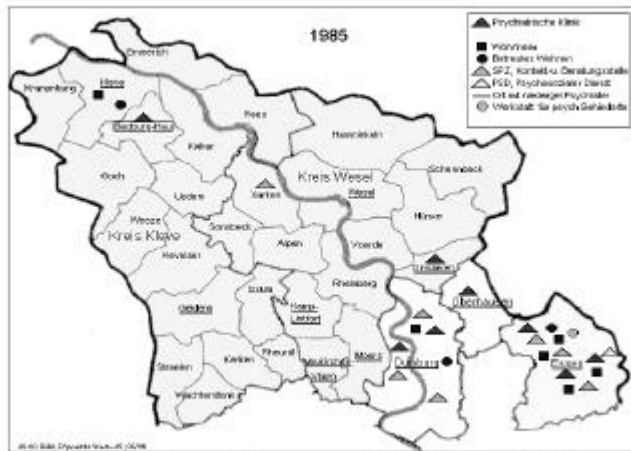 1985
Psychiatrische Klinik
Wohnheim
Betreutes Wohnen
SPZ, Kontakt-u. Beratungsstelle
PSD, Psychosozialer Dienst
Ort mit niedergel. Psychiater
Werkstatt für psych. Behinderte
Emmerich
Kranenburg
Kleve
Rees
Bedburg-Hau
Kalkar
Hamminkeln
Schermbeck
Goch
Kreis Wesel
Xanten
Wesel
Uedem
Hünxe
Weeze
Sonsbeck
Kreis Kleve
Alpen
Voerde
Kevelaer
Dinslaken
Rheinberg
Oberhausen
Issum
Geldern
Kamp-
Lintfort
Rheurdt
Moers
Duisburg
Essen
Straelen
Kerken
Neukirchen-
Vluyn
Wachtendonk